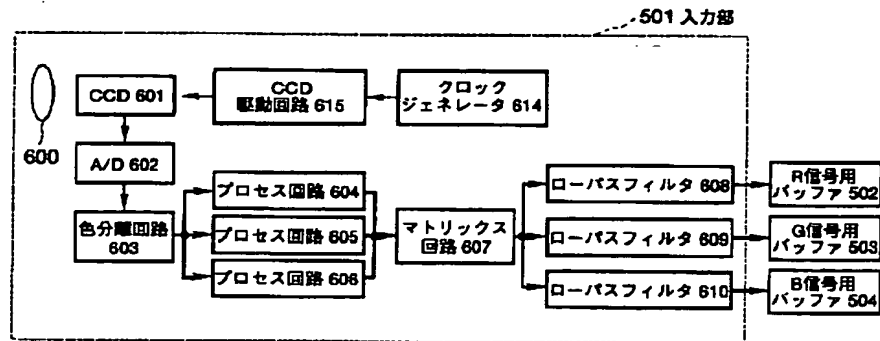 501 入力部
CCD 601
CCD
駆動回路 615
クロック
ジェネレータ 614
600
A/D 602
色分離回路
603
プロセス回路 604
プロセス回路 605
プロセス回路 606
マトリックス
回路 607
ローパスフィルタ 608
ローパスフィルタ 609
ローパスフィルタ 610
R信号用
バッファ 502
G信号用
バッファ 503
B信号用
バッファ 504